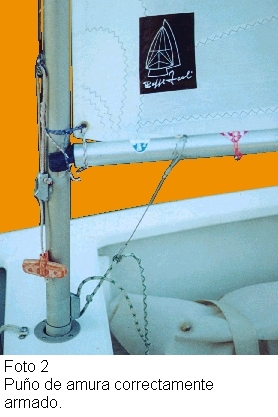 Foto 2
Puño de amura correctamente
armado.